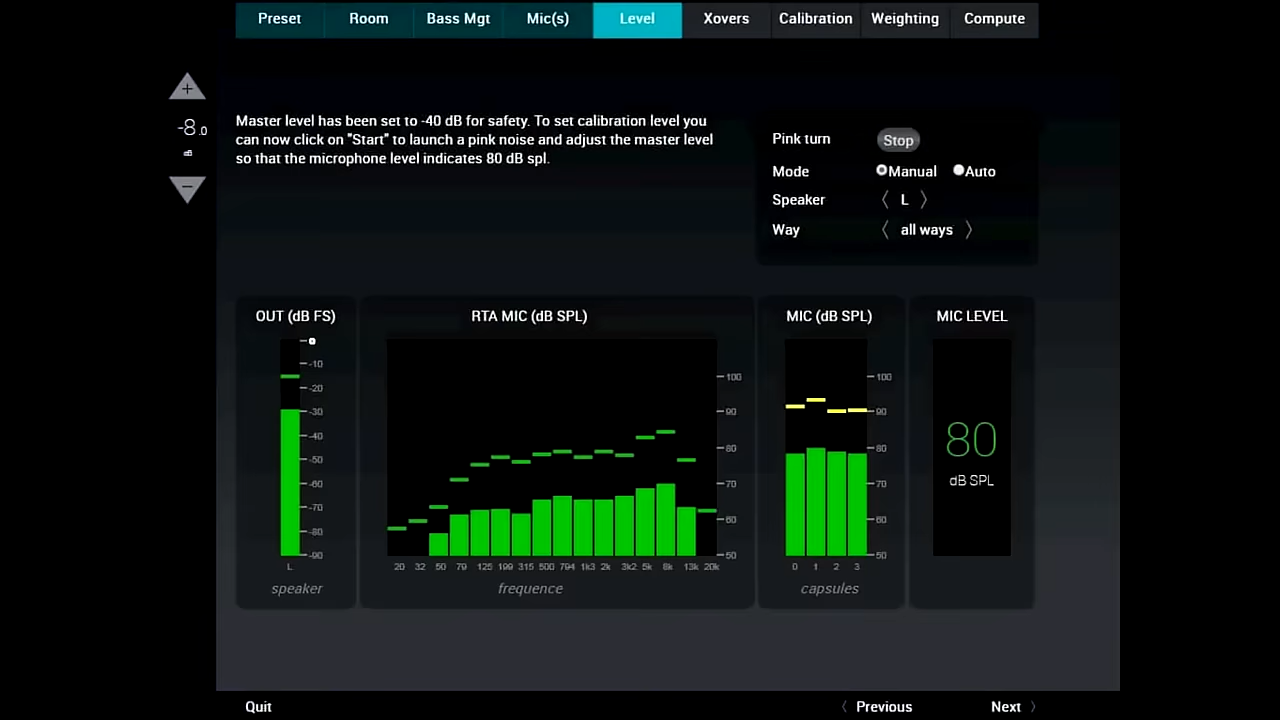 Preset Room Bass Mgt Mic(s) Level Xovers Calibration Weighting Compute
+
-8.0
dB
−
Master level has been set to -40 dB for safety. To set calibration level you
can now click on "Start" to launch a pink noise and adjust the master level
so that the microphone level indicates 80 dB spl.
Pink turn Stop
Mode Manual Auto
Speaker 〈 L 〉
Way 〈 all ways 〉
OUT (dB FS)
0
-10
-20
-30
-40
-50
-60
-70
-80
-90
L
speaker
RTA MIC (dB SPL)
100
90
80
70
60
50
20 32 50 79 125 199 315 500 794 1k3 2k 3k2 5k 8k 13k 20k
frequence
MIC (dB SPL)
100
90
80
70
60
50
0 1 2 3
capsules
MIC LEVEL
80
dB SPL
Quit 〈 Previous Next 〉